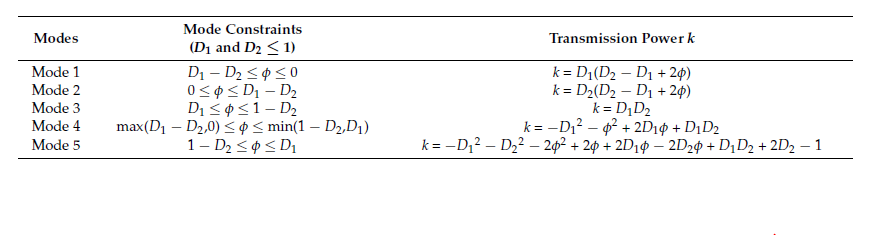 Modes Mode Constraints (D₁ and D₂ ≤ 1) Transmission Power k
Mode 1 D₁ − D₂ ≤ ϕ ≤ 0 k = D₁(D₂ − D₁ + 2ϕ)
Mode 2 0 ≤ ϕ ≤ D₁ − D₂ k = D₂(D₂ − D₁ + 2ϕ)
Mode 3 D₁ ≤ ϕ ≤ 1 − D₂ k = D₁D₂
Mode 4 max(D₁ − D₂,0) ≤ ϕ ≤ min(1 − D₂,D₁) k = −D₁² − ϕ² + 2D₁ϕ + D₁D₂
Mode 5 1 − D₂ ≤ ϕ ≤ D₁ k = −D₁² − D₂² − 2ϕ² + 2ϕ + 2D₁ϕ − 2D₂ϕ + D₁D₂ + 2D₂ − 1